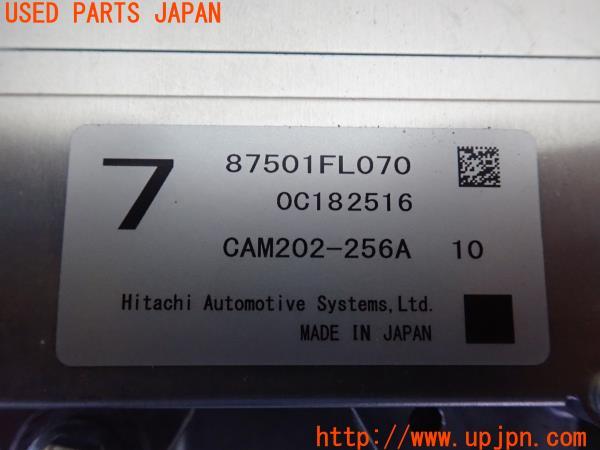 USED PARTS JAPAN
7
87501FL070
0C182516
CAM202-256A 10
Hitachi Automotive Systems,Ltd.
MADE IN JAPAN
http://www.upjpn.com